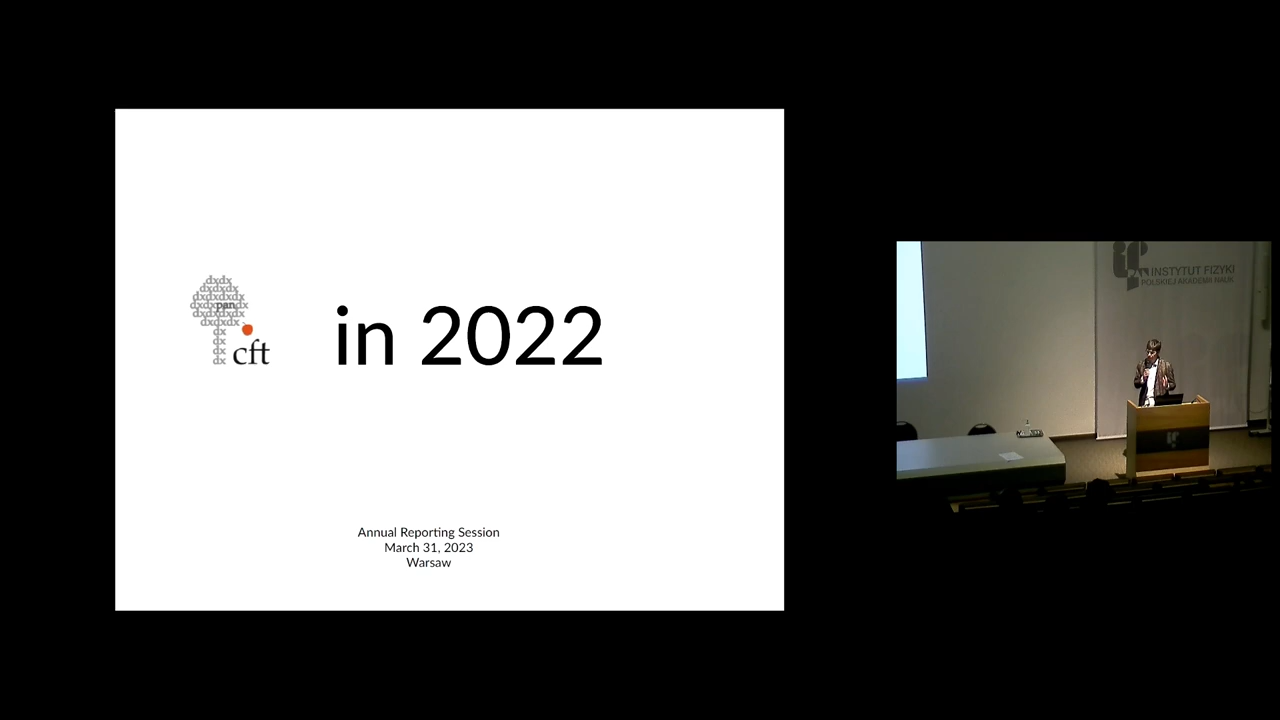 dxdx
dxdxdx
dxdxdxdx
dxdxpandx
dxdxdxdx
dxdxdx
dx
dx
dx
dx
cft
in 2022
Annual Reporting Session
March 31, 2023
Warsaw
INSTYTUT FIZYKI
POLSKIEJ AKADEMII NAUK